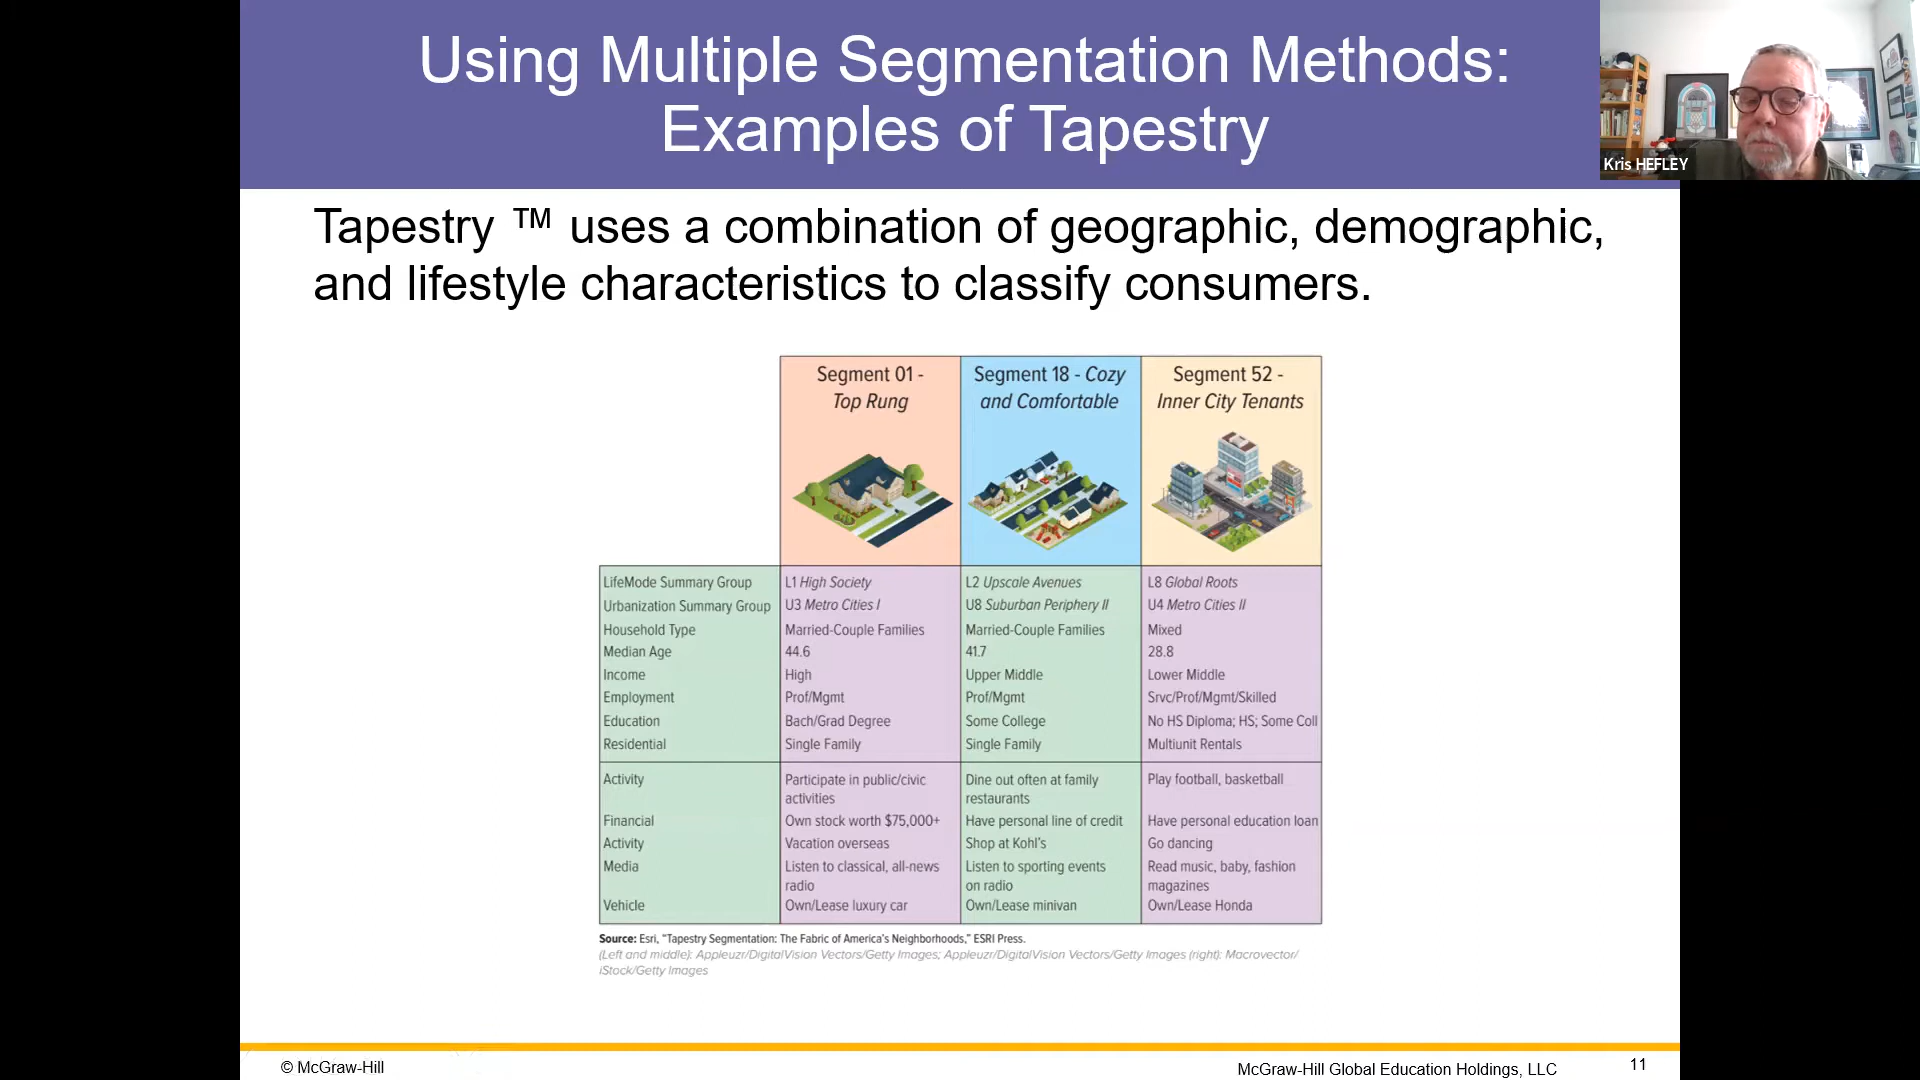 Using Multiple Segmentation Methods:
Examples of Tapestry
Kris HEFLEY
Tapestry ™ uses a combination of geographic, demographic,
and lifestyle characteristics to classify consumers.
Segment 01 -
Top Rung
Segment 18 - Cozy
and Comfortable
Segment 52 -
Inner City Tenants
LifeMode Summary Group L1 High Society L2 Upscale Avenues L8 Global Roots
Urbanization Summary Group U3 Metro Cities I U8 Suburban Periphery II U4 Metro Cities II
Household Type Married-Couple Families Married-Couple Families Mixed
Median Age 44.6 41.7 28.8
Income High Upper Middle Lower Middle
Employment Prof/Mgmt Prof/Mgmt Srvc/Prof/Mgmt/Skilled
Education Bach/Grad Degree Some College No HS Diploma; HS; Some Coll
Residential Single Family Single Family Multiunit Rentals
Activity Participate in public/civic Dine out often at family Play football, basketball
activities restaurants
Financial Own stock worth $75,000+ Have personal line of credit Have personal education loan
Activity Vacation overseas Shop at Kohl's Go dancing
Media Listen to classical, all-news Listen to sporting events Read music, baby, fashion
radio on radio magazines
Vehicle Own/Lease luxury car Own/Lease minivan Own/Lease Honda
Source: Esri, "Tapestry Segmentation: The Fabric of America's Neighborhoods," ESRI Press.
(Left and middle): Appleuzr/DigitalVision Vectors/Getty Images; Appleuzr/DigitalVision Vectors/Getty Images (right): Macrovector/
iStock/Getty Images
© McGraw-Hill
McGraw-Hill Global Education Holdings, LLC
11